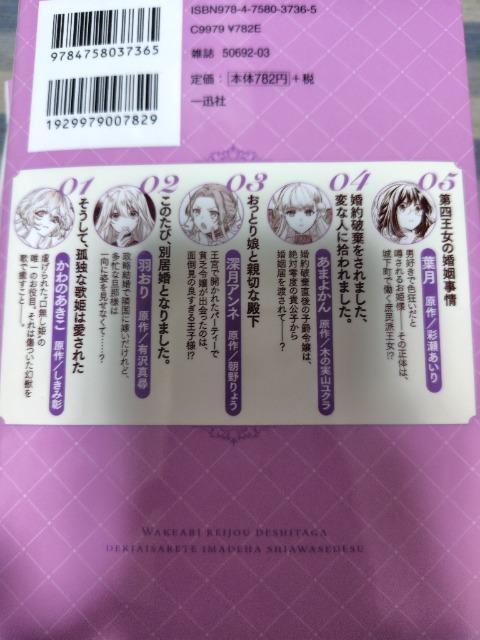 9784758037365
1929979007829
ISBN978-4-7580-3736-5
C9979 ¥782E
雑誌 50692-03
定価：本体782円+税
一迅社
01
そうして、孤独な歌姫は愛された
かわのあきこ 原作／しきみ彰
虐げられた“口無し姫”の
唯一のお役目。それは傷ついた幻獣を
歌で癒すこと――。
02
このたび、別居婚となりました。
羽おり 原作／有沢真尋
政略結婚で隣国に嫁いだけれど、
多忙な旦那様は
一向に姿を見せなくて……？
03
おっとり娘と親切な殿下
深月アンネ 原作／朝野りょう
王宮で開かれたパーティーで
貧乏令嬢が出会ったのは、
面倒見の良すぎる王子様!?
04
婚約破棄をされました、
変な人に拾われました。
あまよかん 原作／木の実山ユクラ
婚約破棄直後の子爵令嬢は、
絶対零度の貴公子から
婚姻届を渡されて――？
05
第四王女の婚姻事情
葉月 原作／彩瀬あいり
男好きで色狂いだと
噂されるお姫様――その正体は、
城下町で働く庶民派王女!?
WAKEARI REIJOU DESHITAGA
DEKIAISARETE IMADEHA SHIAWASEDESU